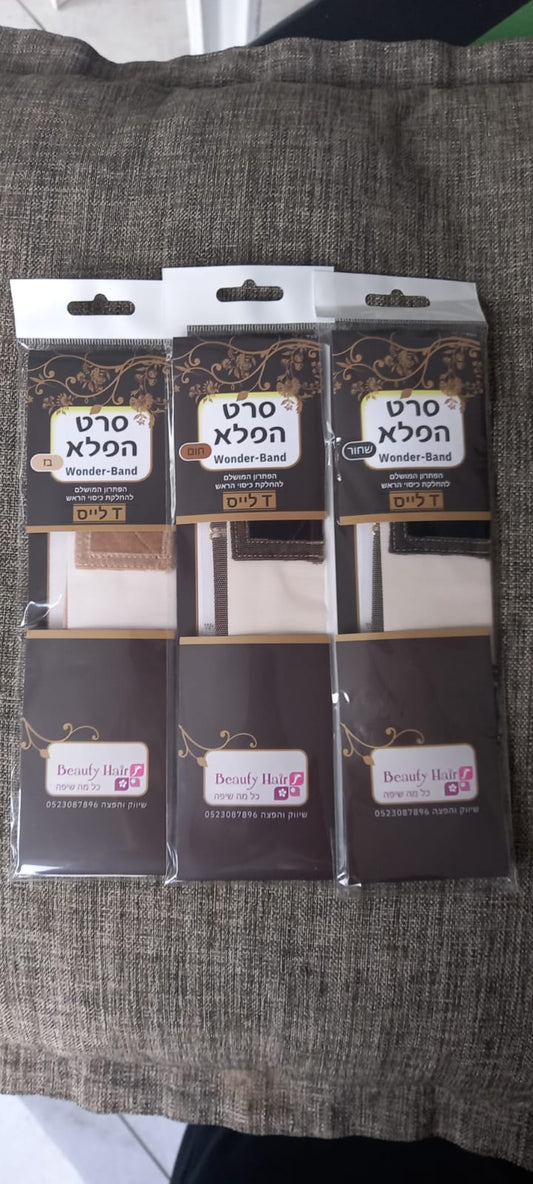 סרט
הפלא
בז
Wonder-Band
הפתרון המושלם
להחלקת כיסוי הראש
T לייס
Beauty Hair
כל מה שיפה
שיווק והפצה 0523087896
סרט
הפלא
חום
Wonder-Band
הפתרון המושלם
להחלקת כיסוי הראש
T לייס
Beauty Hair
כל מה שיפה
שיווק והפצה 0523087896
סרט
הפלא
שחור
Wonder-Band
הפתרון המושלם
להחלקת כיסוי הראש
T לייס
Beauty Hair
כל מה שיפה
שיווק והפצה 0523087896